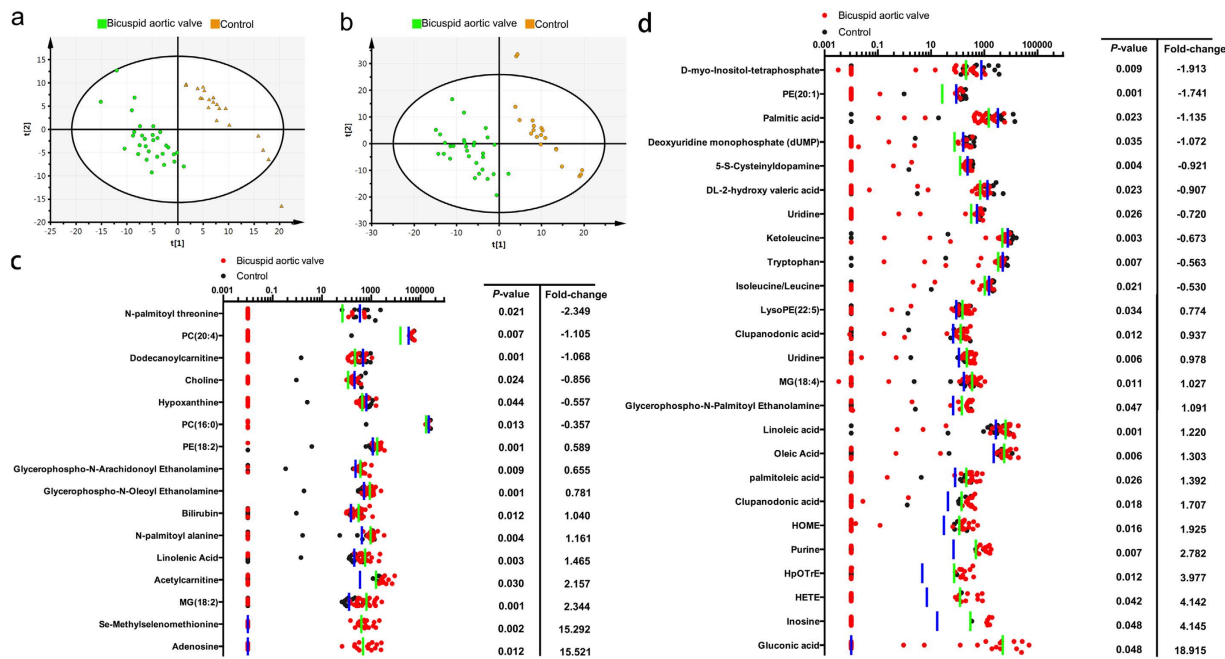 a
Bicuspid aortic valve Control
15
10
5
0
-5
-10
-15
-20
t[2]
-25 -20 -15 -10 -5 0 5 10 15 20 25
t[1]
b
Bicuspid aortic valve Control
30
20
10
0
-10
-20
-30
t[2]
-30 -20 -10 0 10 20 30
t[1]
c
Bicuspid aortic valve
Control
0.001 0.1 10 1000 100000
P-value Fold-change
N-palmitoyl threonine 0.021 -2.349
PC(20:4) 0.007 -1.105
Dodecanoylcarnitine 0.001 -1.068
Choline 0.024 -0.856
Hypoxanthine 0.044 -0.557
PC(16:0) 0.013 -0.357
PE(18:2) 0.001 0.589
Glycerophospho-N-Arachidonoyl Ethanolamine 0.009 0.655
Glycerophospho-N-Oleoyl Ethanolamine 0.001 0.781
Bilirubin 0.012 1.040
N-palmitoyl alanine 0.004 1.161
Linolenic Acid 0.003 1.465
Acetylcarnitine 0.030 2.157
MG(18:2) 0.001 2.344
Se-Methylselenomethionine 0.002 15.292
Adenosine 0.012 15.521
d
Bicuspid aortic valve
Control
0.001 0.1 10 1000 100000
P-value Fold-change
D-myo-Inositol-tetraphosphate 0.009 -1.913
PE(20:1) 0.001 -1.741
Palmitic acid 0.023 -1.135
Deoxyuridine monophosphate (dUMP) 0.035 -1.072
5-S-Cysteinyldopamine 0.004 -0.921
DL-2-hydroxy valeric acid 0.023 -0.907
Uridine 0.026 -0.720
Ketoleucine 0.003 -0.673
Tryptophan 0.007 -0.563
Isoleucine/Leucine 0.021 -0.530
LysoPE(22:5) 0.034 0.774
Clupanodonic acid 0.012 0.937
Uridine 0.006 0.978
MG(18:4) 0.011 1.027
Glycerophospho-N-Palmitoyl Ethanolamine 0.047 1.091
Linoleic acid 0.001 1.220
Oleic Acid 0.006 1.303
palmitoleic acid 0.026 1.392
Clupanodonic acid 0.018 1.707
HOME 0.016 1.925
Purine 0.007 2.782
HpOTrE 0.012 3.977
HETE 0.042 4.142
Inosine 0.048 4.145
Gluconic acid 0.048 18.915